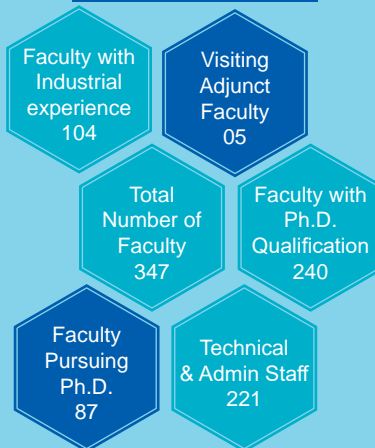 Faculty with
Industrial
experience
104
Visiting
Adjunct
Faculty
05
Total
Number of
Faculty
347
Faculty with
Ph.D.
Qualification
240
Faculty
Pursuing
Ph.D.
87
Technical
& Admin Staff
221